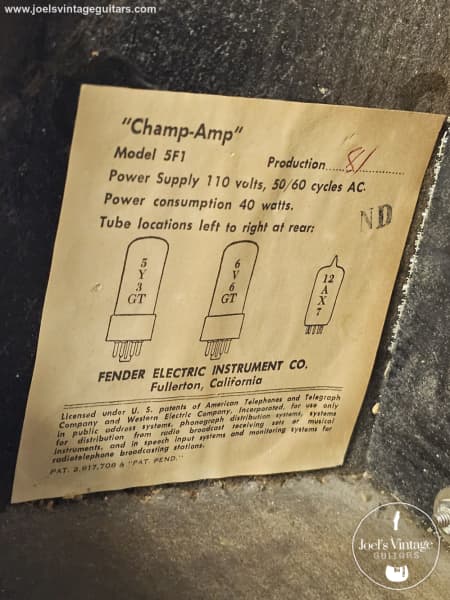 www.joelsvintageguitars.com
"Champ-Amp"
Model 5F1
Production......81
Power Supply 110 volts, 50/60 cycles AC.
Power consumption 40 watts.
ND
Tube locations left to right at rear:
5
Y
3
GT
6
V
6
GT
12
A
X
7
FENDER ELECTRIC INSTRUMENT CO.
Fullerton, California
Licensed under U. S. patents of American Telephones and Telegraph
Company and Western Electric Company, Incorporated, for use only
in public address systems, phonograph distribution systems, systems
for distribution from radio broadcast receiving sets or musical
instruments, and in speech input systems and monitoring systems for
radiotelephone broadcasting stations.
PAT. 2,817,708 & "PAT. PEND."
Joel's Vintage
GUITARS